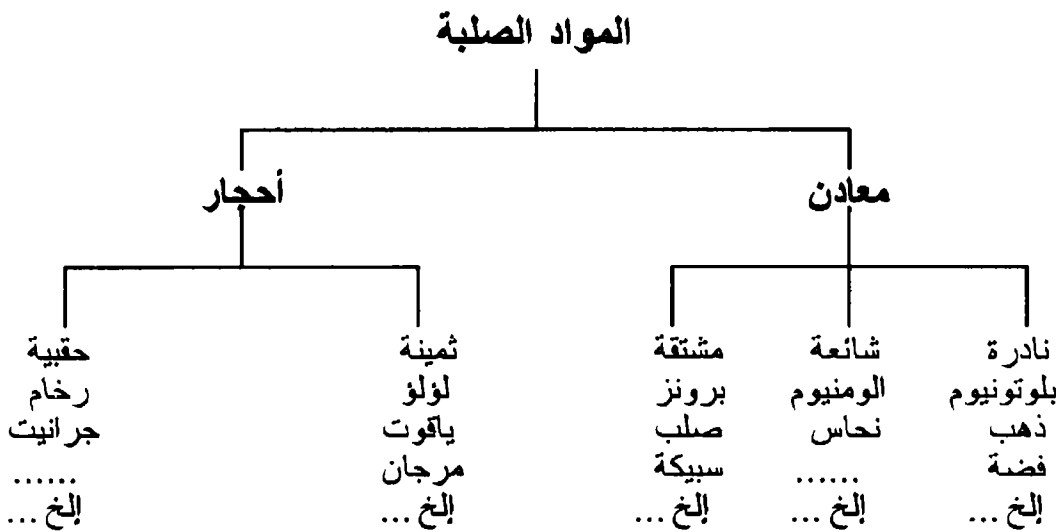 المواد الصلبة
معادن
أحجار
نادرة
بلوتونيوم
ذهب
فضة
إلخ ...
شائعة
الومنيوم
نحاس
......
إلخ ...
مشتقة
برونز
صلب
سبيكة
إلخ ...
ثمينة
لؤلؤ
ياقوت
مرجان
إلخ ...
حقبية
رخام
جرانيت
......
إلخ ...